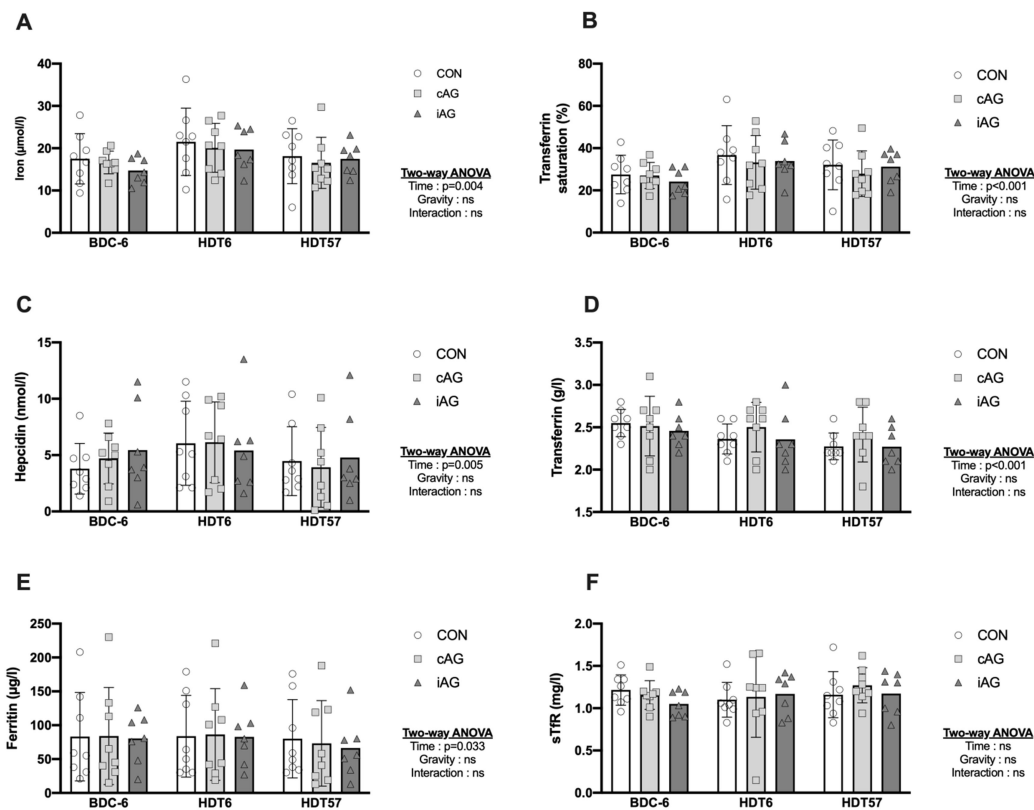 A
Iron (µmol/l)
40
30
20
10
0
BDC-6 HDT6 HDT57
CON
cAG
iAG
Two-way ANOVA
Time : p=0.004
Gravity : ns
Interaction : ns
B
Transferrin
saturation (%)
80
60
40
20
0
BDC-6 HDT6 HDT57
CON
cAG
iAG
Two-way ANOVA
Time : p<0.001
Gravity : ns
Interaction : ns
C
Hepcidin (nmol/l)
15
10
5
0
BDC-6 HDT6 HDT57
CON
cAG
iAG
Two-way ANOVA
Time : p=0.005
Gravity : ns
Interaction : ns
D
Transferrin (g/l)
3.5
3.0
2.5
2.0
1.5
BDC-6 HDT6 HDT57
CON
cAG
iAG
Two-way ANOVA
Time : p<0.001
Gravity : ns
Interaction : ns
E
Ferritin (µg/l)
250
200
150
100
50
0
BDC-6 HDT6 HDT57
CON
cAG
iAG
Two-way ANOVA
Time : p=0.033
Gravity : ns
Interaction : ns
F
sTfR (mg/l)
2.0
1.5
1.0
0.5
0.0
BDC-6 HDT6 HDT57
CON
cAG
iAG
Two-way ANOVA
Time : ns
Gravity : ns
Interaction : ns